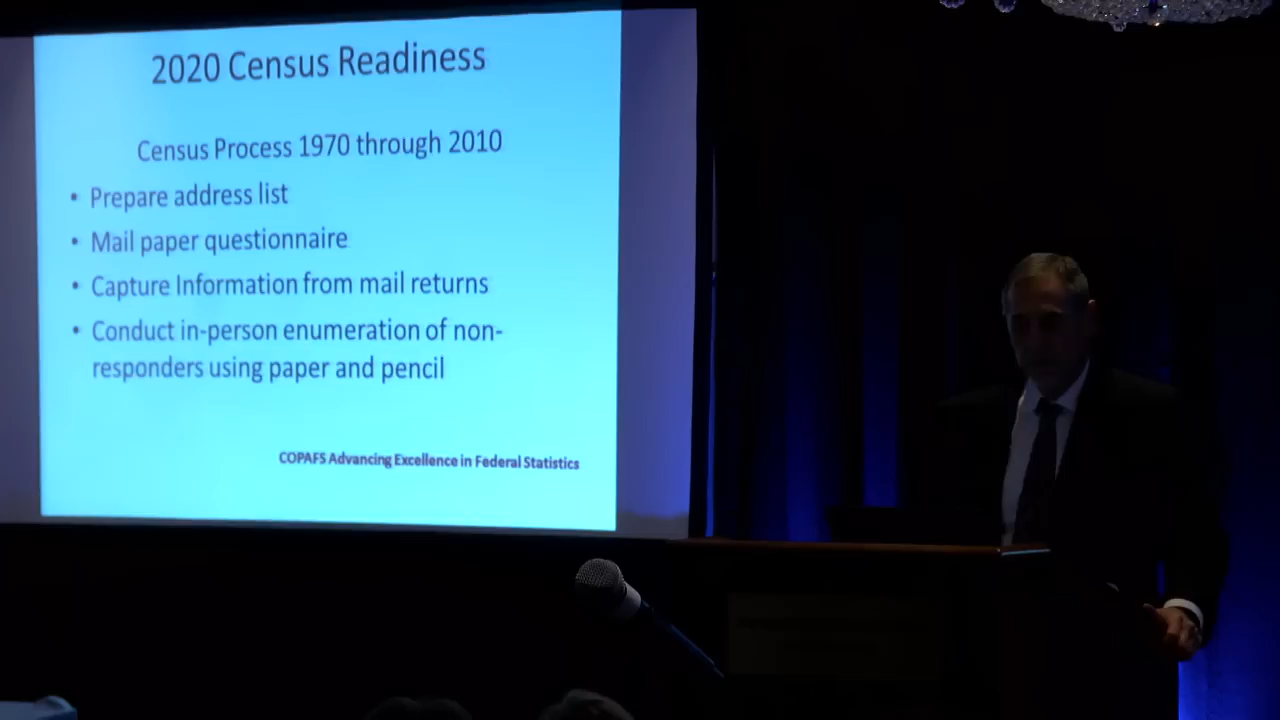 2020 Census Readiness
Census Process 1970 through 2010
• Prepare address list
• Mail paper questionnaire
• Capture Information from mail returns
• Conduct in-person enumeration of non-
responders using paper and pencil
COPAFS Advancing Excellence in Federal Statistics